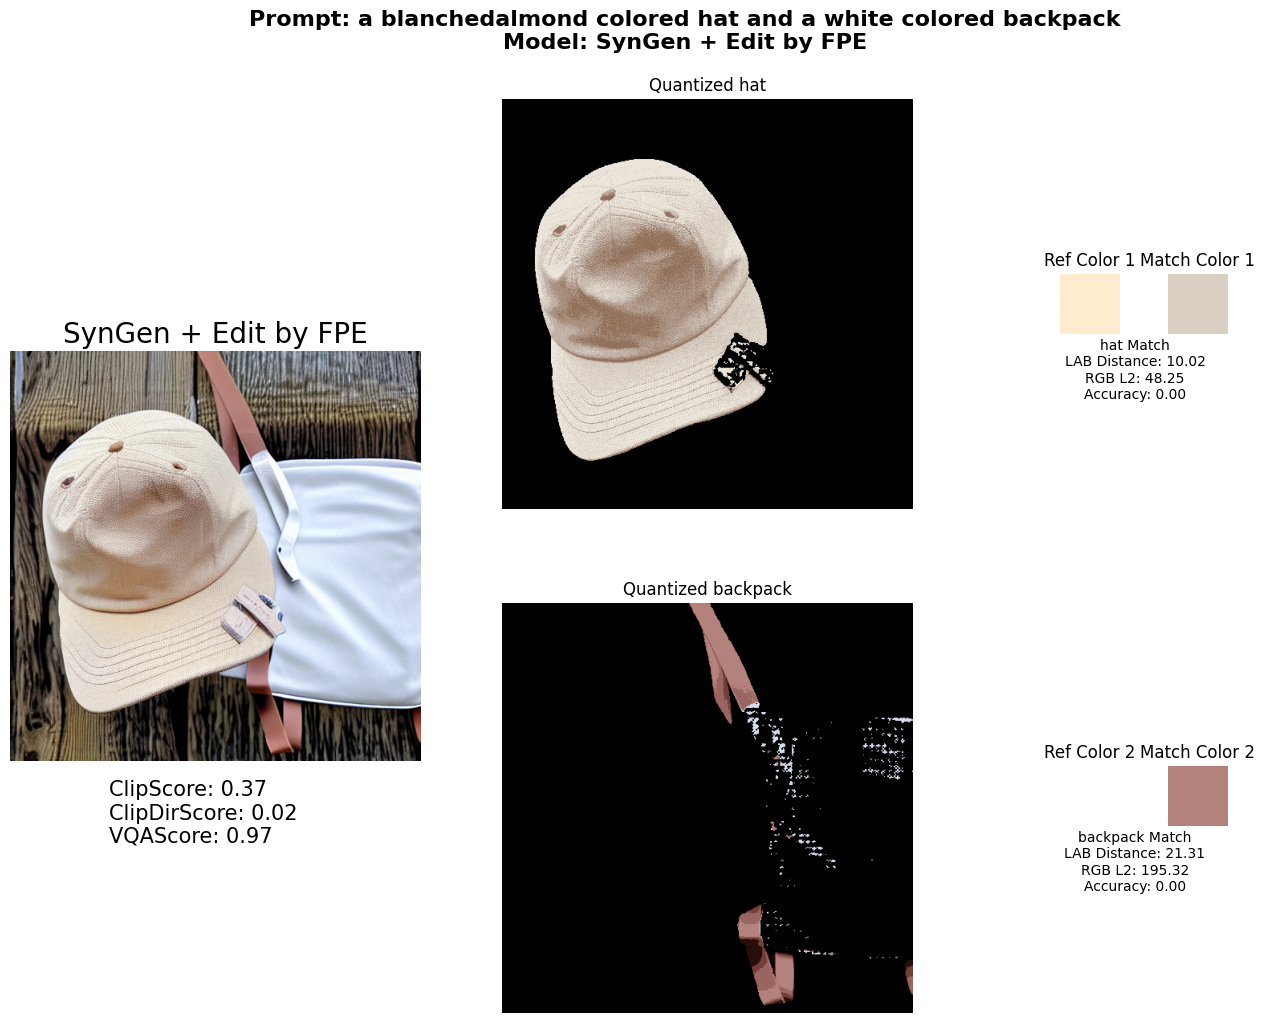 Prompt: a blanchedalmond colored hat and a white colored backpack
Model: SynGen + Edit by FPE
Quantized hat
Ref Color 1 Match Color 1
hat Match
LAB Distance: 10.02
RGB L2: 48.25
Accuracy: 0.00
SynGen + Edit by FPE
ClipScore: 0.37
ClipDirScore: 0.02
VQAScore: 0.97
Quantized backpack
Ref Color 2 Match Color 2
backpack Match
LAB Distance: 21.31
RGB L2: 195.32
Accuracy: 0.00